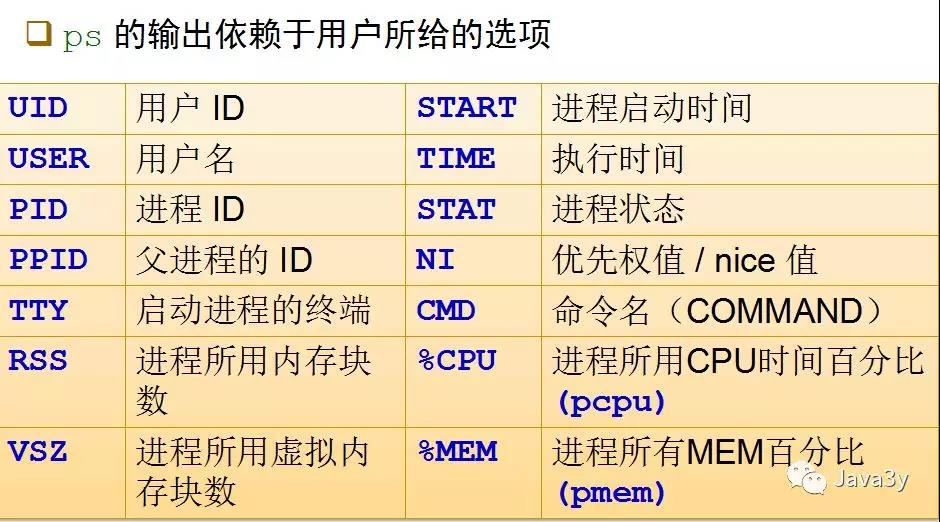 ps 的输出依赖于用户所给的选项
UID 用户 ID START 进程启动时间
USER 用户名 TIME 执行时间
PID 进程 ID STAT 进程状态
PPID 父进程的 ID NI 优先权值 / nice 值
TTY 启动进程的终端 CMD 命令名（COMMAND）
RSS 进程所用内存块 %CPU 进程所用CPU时间百分比
数 (pcpu)
VSZ 进程所用虚拟内 %MEM 进程所有MEM百分比
存块数 (pmem)
Java3y